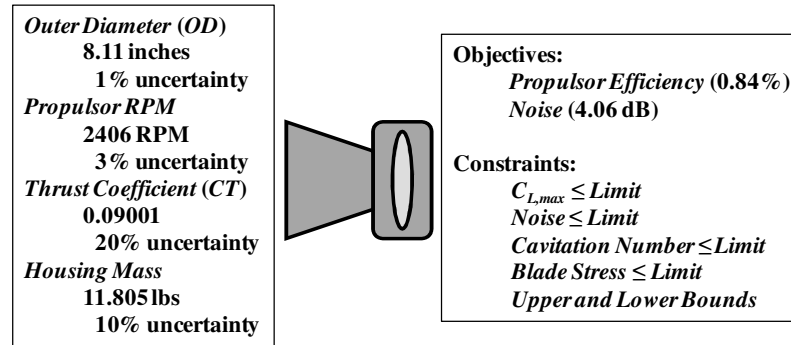 Outer Diameter (OD)
8.11 inches
1% uncertainty
Propulsor RPM
2406 RPM
3% uncertainty
Thrust Coefficient (CT)
0.09001
20% uncertainty
Housing Mass
11.805 lbs
10% uncertainty
Objectives:
Propulsor Efficiency (0.84%)
Noise (4.06 dB)
Constraints:
C_{L,max} ≤ Limit
Noise ≤ Limit
Cavitation Number ≤ Limit
Blade Stress ≤ Limit
Upper and Lower Bounds